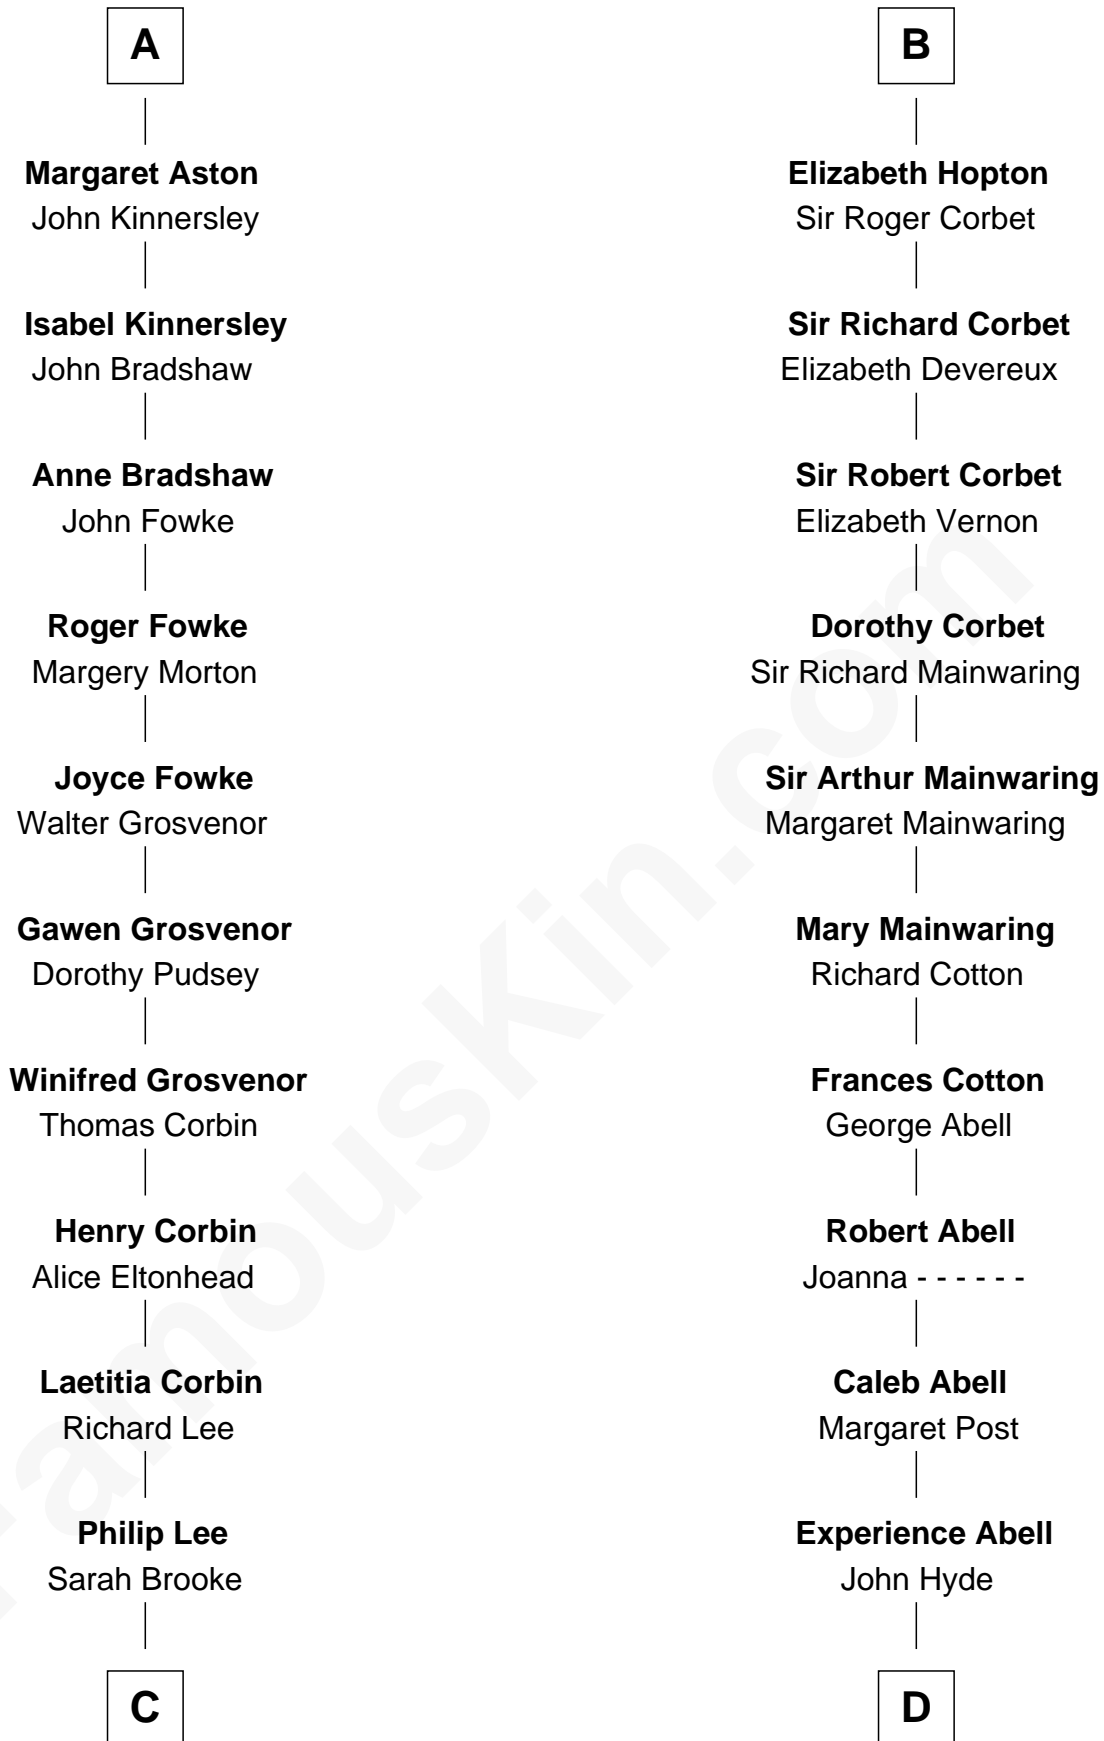 A
Margaret Aston
John Kinnersley
Isabel Kinnersley
John Bradshaw
Anne Bradshaw
John Fowke
Roger Fowke
Margery Morton
Joyce Fowke
Walter Grosvenor
Gawen Grosvenor
Dorothy Pudsey
Winifred Grosvenor
Thomas Corbin
Henry Corbin
Alice Eltonhead
Laetitia Corbin
Richard Lee
Philip Lee
Sarah Brooke
C
B
Elizabeth Hopton
Sir Roger Corbet
Sir Richard Corbet
Elizabeth Devereux
Sir Robert Corbet
Elizabeth Vernon
Dorothy Corbet
Sir Richard Mainwaring
Sir Arthur Mainwaring
Margaret Mainwaring
Mary Mainwaring
Richard Cotton
Frances Cotton
George Abell
Robert Abell
Joanna - - - - - -
Caleb Abell
Margaret Post
Experience Abell
John Hyde
D
FamousKin.com